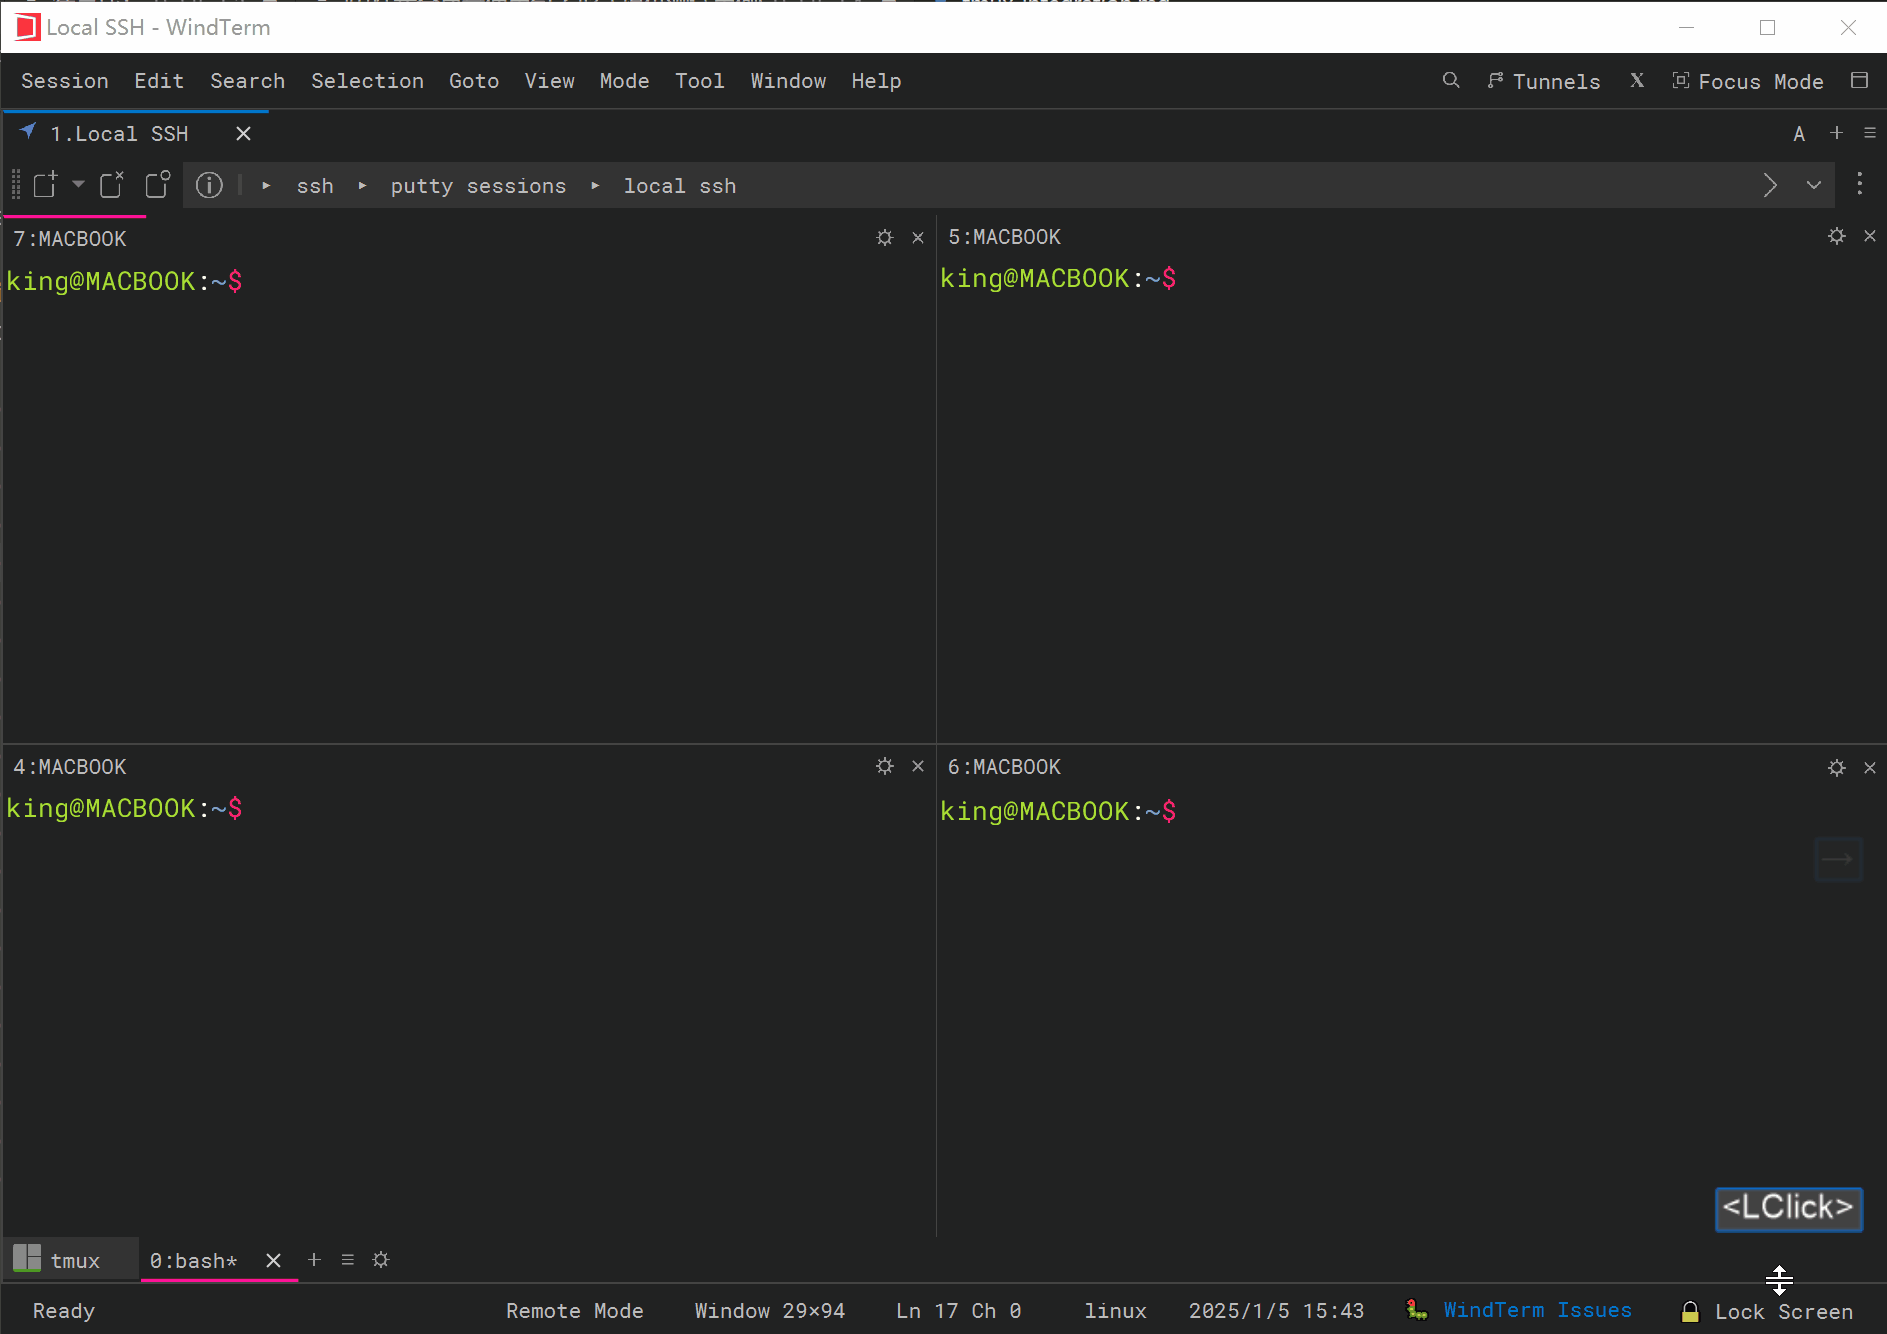 Local SSH - WindTerm
Session Edit Search Selection Goto View Mode Tool Window Help Tunnels X Focus Mode
1.Local SSH A
ssh ▸ putty sessions ▸ local ssh
7:MACBOOK
king@MACBOOK:~$
5:MACBOOK
king@MACBOOK:~$
4:MACBOOK
king@MACBOOK:~$
6:MACBOOK
king@MACBOOK:~$
<LClick>
tmux 0:bash*
Ready Remote Mode Window 29×94 Ln 17 Ch 0 linux 2025/1/5 15:43 WindTerm Issues Lock Screen